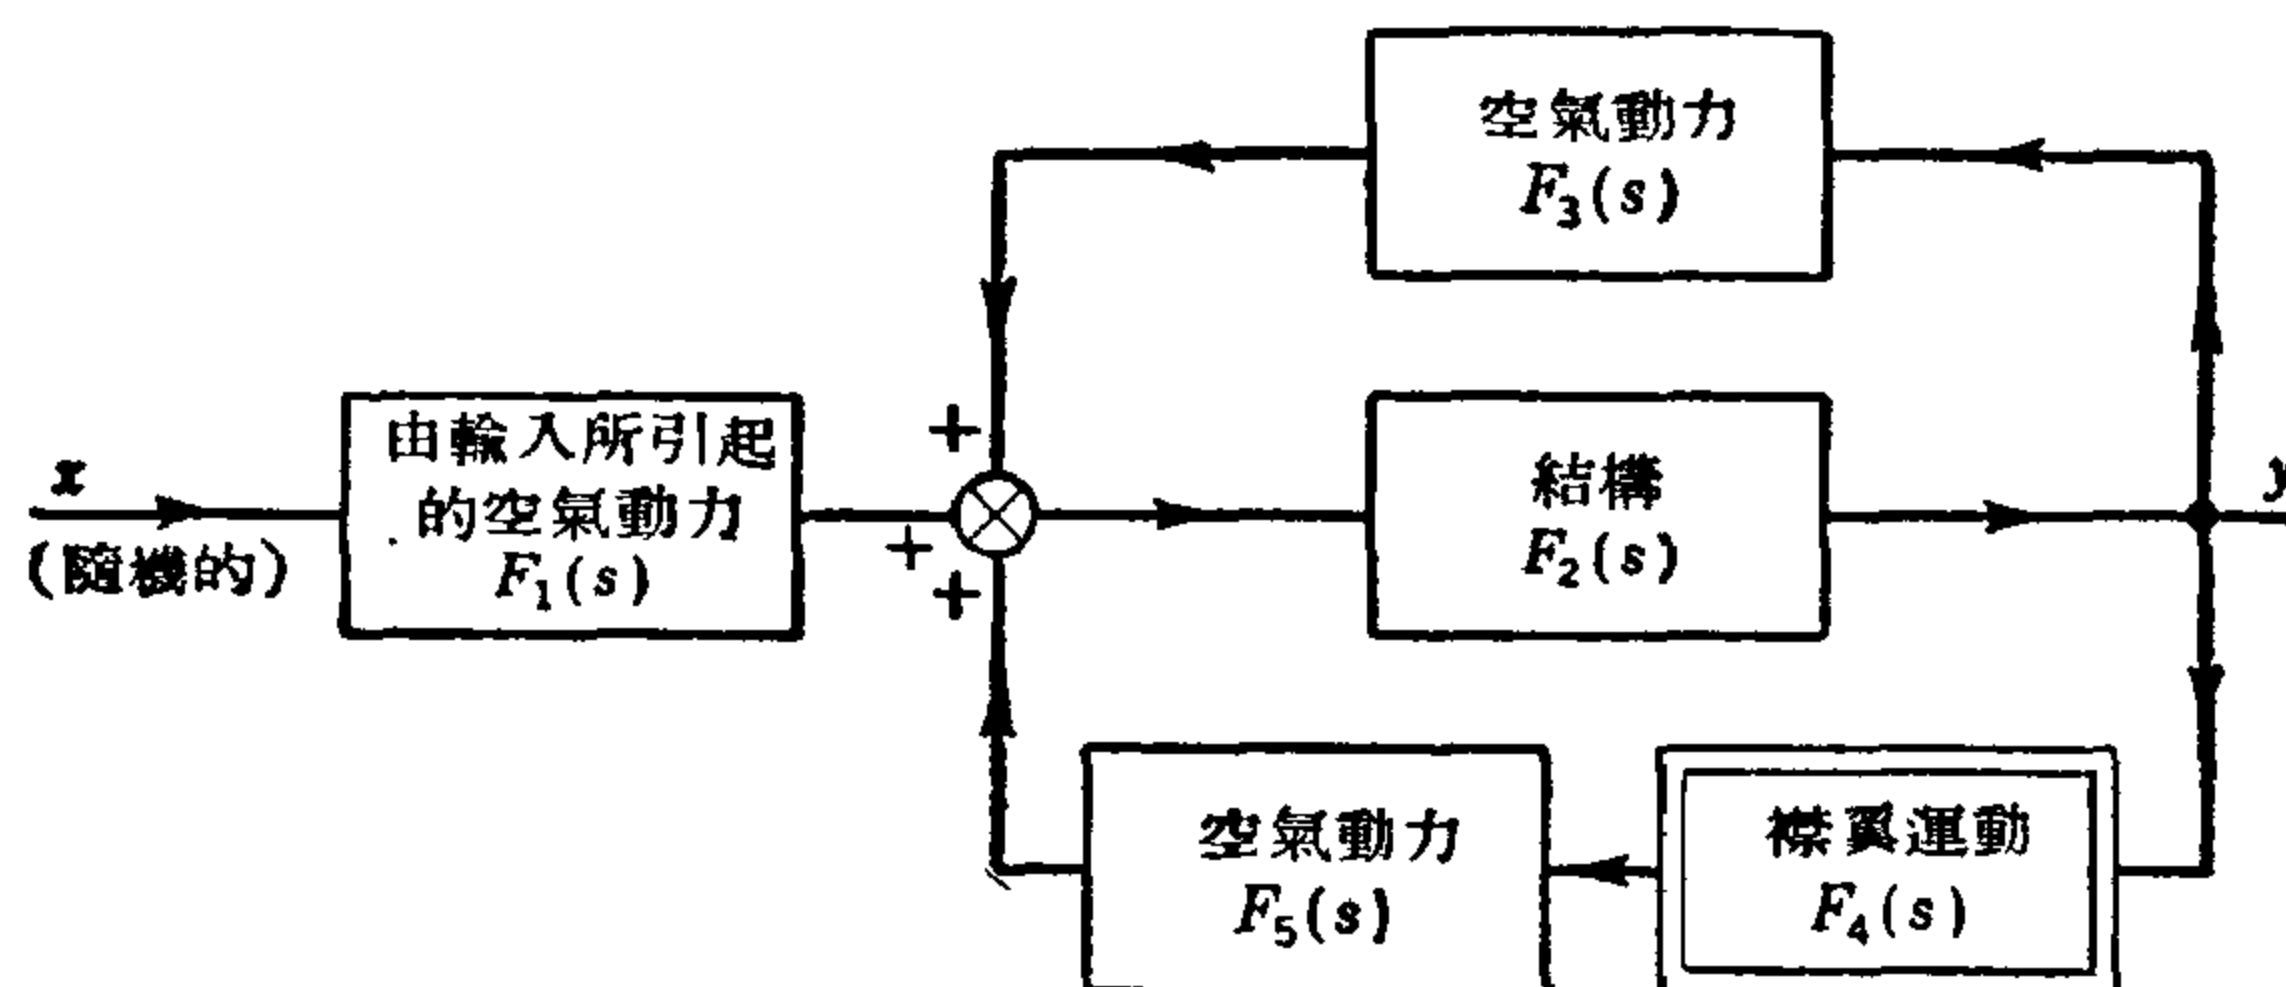 空氣動力
F₃(s)
+
x
由輸入所引起
的空氣動力
F₁(s)
結構
F₂(s)
y
(隨機的)
+
+
空氣動力
F₅(s)
襟翼運動
F₄(s)